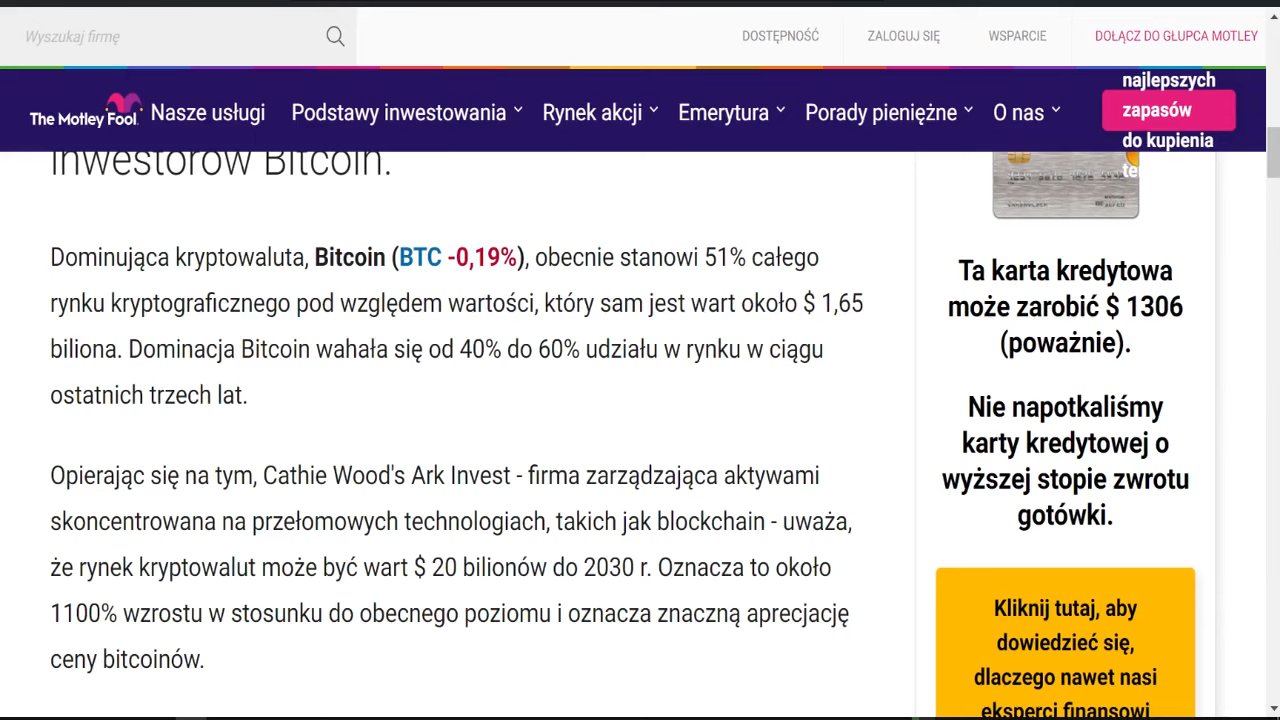 Wyszukaj firmę
DOSTĘPNOŚĆ
ZALOGUJ SIĘ
WSPARCIE
DOŁĄCZ DO GŁUPCA MOTLEY
The Motley Fool.
Nasze usługi
Podstawy inwestowania
Rynek akcji
Emerytura
Porady pieniężne
O nas
najlepszych
zapasów
do kupienia
te
inwestorów Bitcoin.
Dominująca kryptowaluta, Bitcoin (BTC -0,19%), obecnie stanowi 51% całego
rynku kryptograficznego pod względem wartości, który sam jest wart około $ 1,65
biliona. Dominacja Bitcoin wahała się od 40% do 60% udziału w rynku w ciągu
ostatnich trzech lat.
Opierając się na tym, Cathie Wood's Ark Invest - firma zarządzająca aktywami
skoncentrowana na przełomowych technologiach, takich jak blockchain - uważa,
że rynek kryptowalut może być wart $ 20 bilionów do 2030 r. Oznacza to około
1100% wzrostu w stosunku do obecnego poziomu i oznacza znaczną aprecjację
ceny bitcoinów.
Ta karta kredytowa
może zarobić $ 1306
(poważnie).
Nie napotkaliśmy
karty kredytowej o
wyższej stopie zwrotu
gotówki.
Kliknij tutaj, aby
dowiedzieć się,
dlaczego nawet nasi
eksperci finansowi